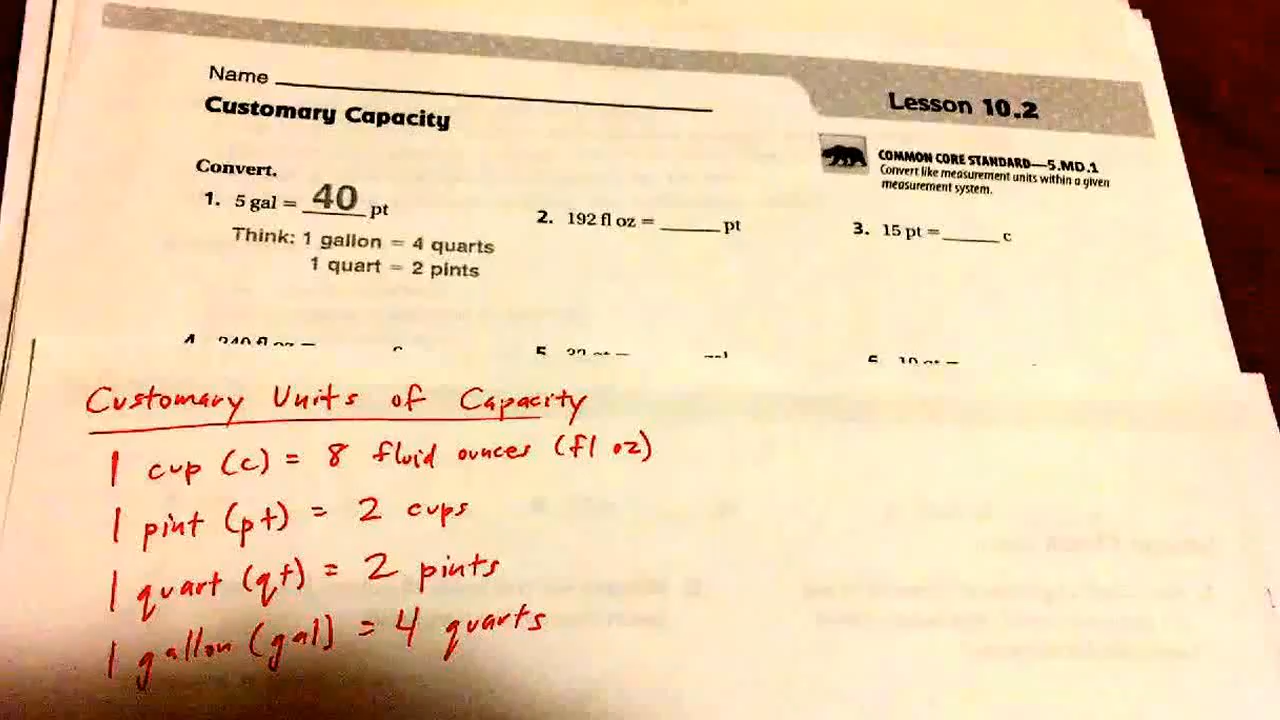 Name
Lesson 10.2
Customary Capacity
COMMON CORE STANDARD—5.MD.1
Convert like measurement units within a given
measurement system.
Convert.
1. 5 gal = 40 pt
2. 192 fl oz = _____ pt
3. 15 pt = _____ c
Think: 1 gallon = 4 quarts
1 quart = 2 pints
Customary Units of Capacity
1 cup (c) = 8 fluid ounces (fl oz)
1 pint (pt) = 2 cups
1 quart (qt) = 2 pints
1 gallon (gal) = 4 quarts